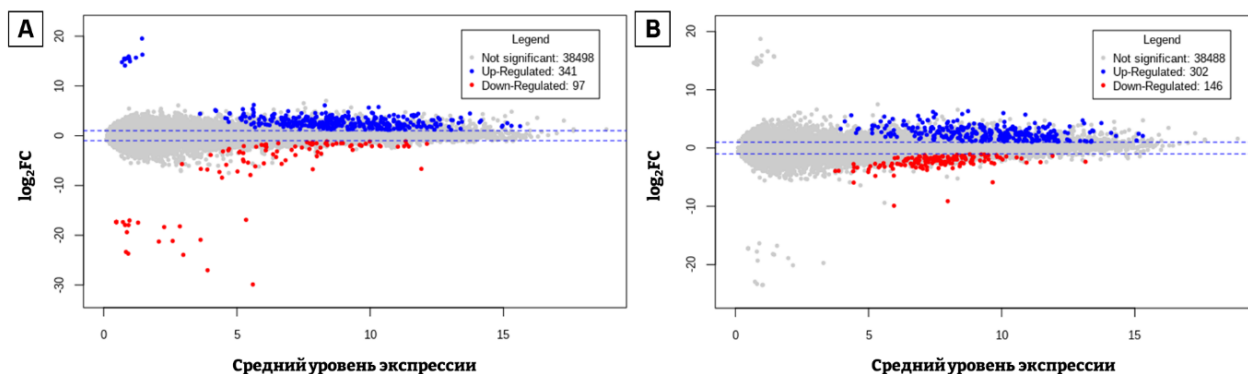 A
log₂FC
20
10
0
-10
-20
-30
Legend
Not significant: 38498
Up-Regulated: 341
Down-Regulated: 97
0 5 10 15
Средний уровень экспрессии
B
log₂FC
20
10
0
-10
-20
Legend
Not significant: 38488
Up-Regulated: 302
Down-Regulated: 146
0 5 10 15
Средний уровень экспрессии